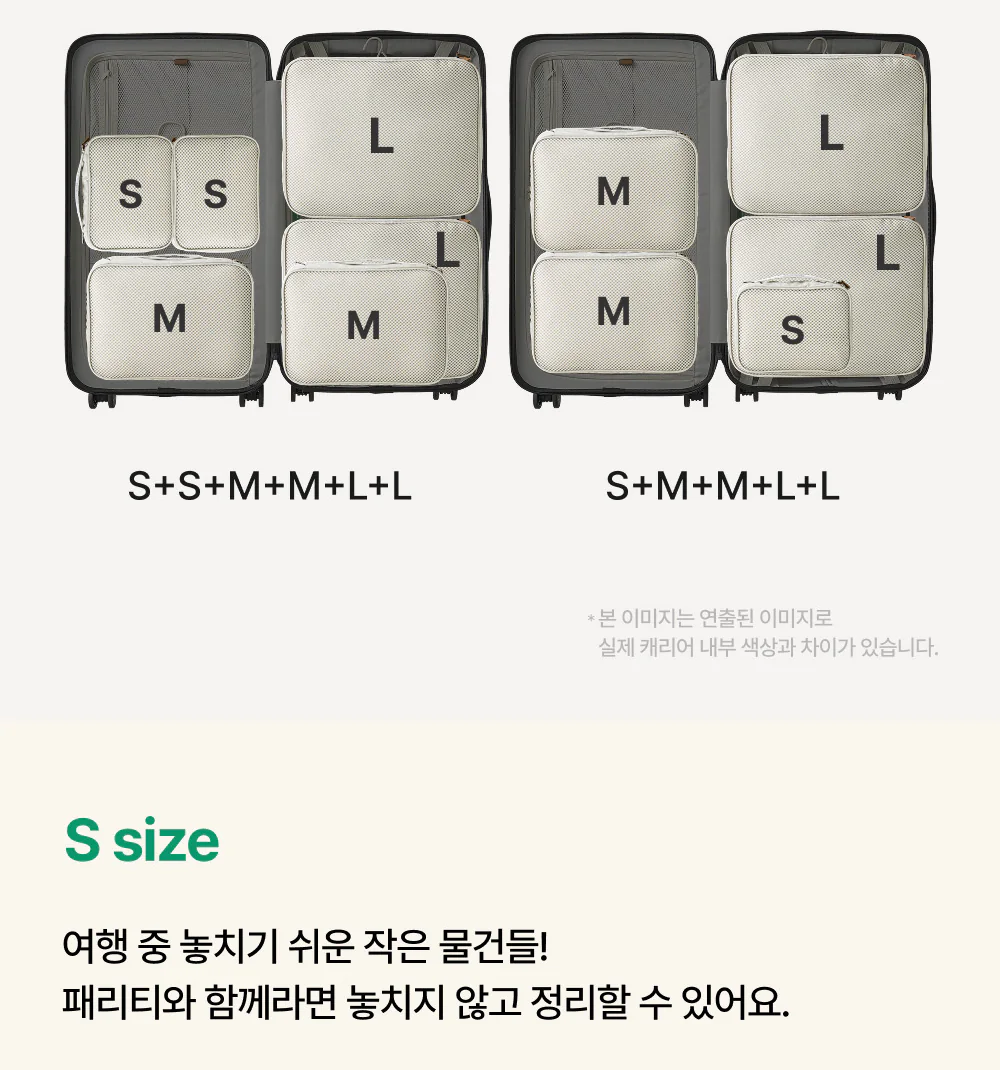 L
L
S S
M
M
L
L
M
M
S
S+S+M+M+L+L
S+M+M+L+L
*본 이미지는 연출된 이미지로
실제 캐리어 내부 색상과 차이가 있습니다.
S size
여행 중 놓치기 쉬운 작은 물건들!
패리티와 함께라면 놓치지 않고 정리할 수 있어요.